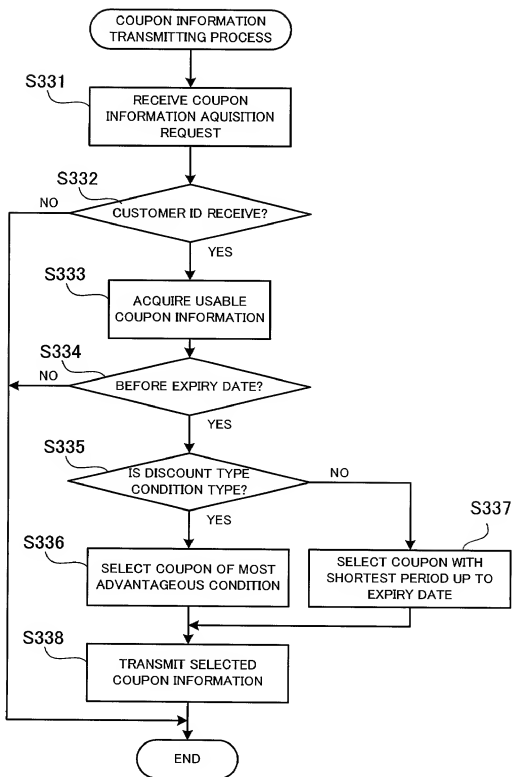 COUPON INFORMATION
TRANSMITTING PROCESS
S331
RECEIVE COUPON
INFORMATION AQUISITION
REQUEST
S332
NO
CUSTOMER ID RECEIVE?
YES
S333
ACQUIRE USABLE
COUPON INFORMATION
S334
NO
BEFORE EXPIRY DATE?
YES
S335
IS DISCOUNT TYPE
CONDITION TYPE?
NO
YES
S336
SELECT COUPON OF MOST
ADVANTAGEOUS CONDITION
S337
SELECT COUPON WITH
SHORTEST PERIOD UP TO
EXPIRY DATE
S338
TRANSMIT SELECTED
COUPON INFORMATION
END